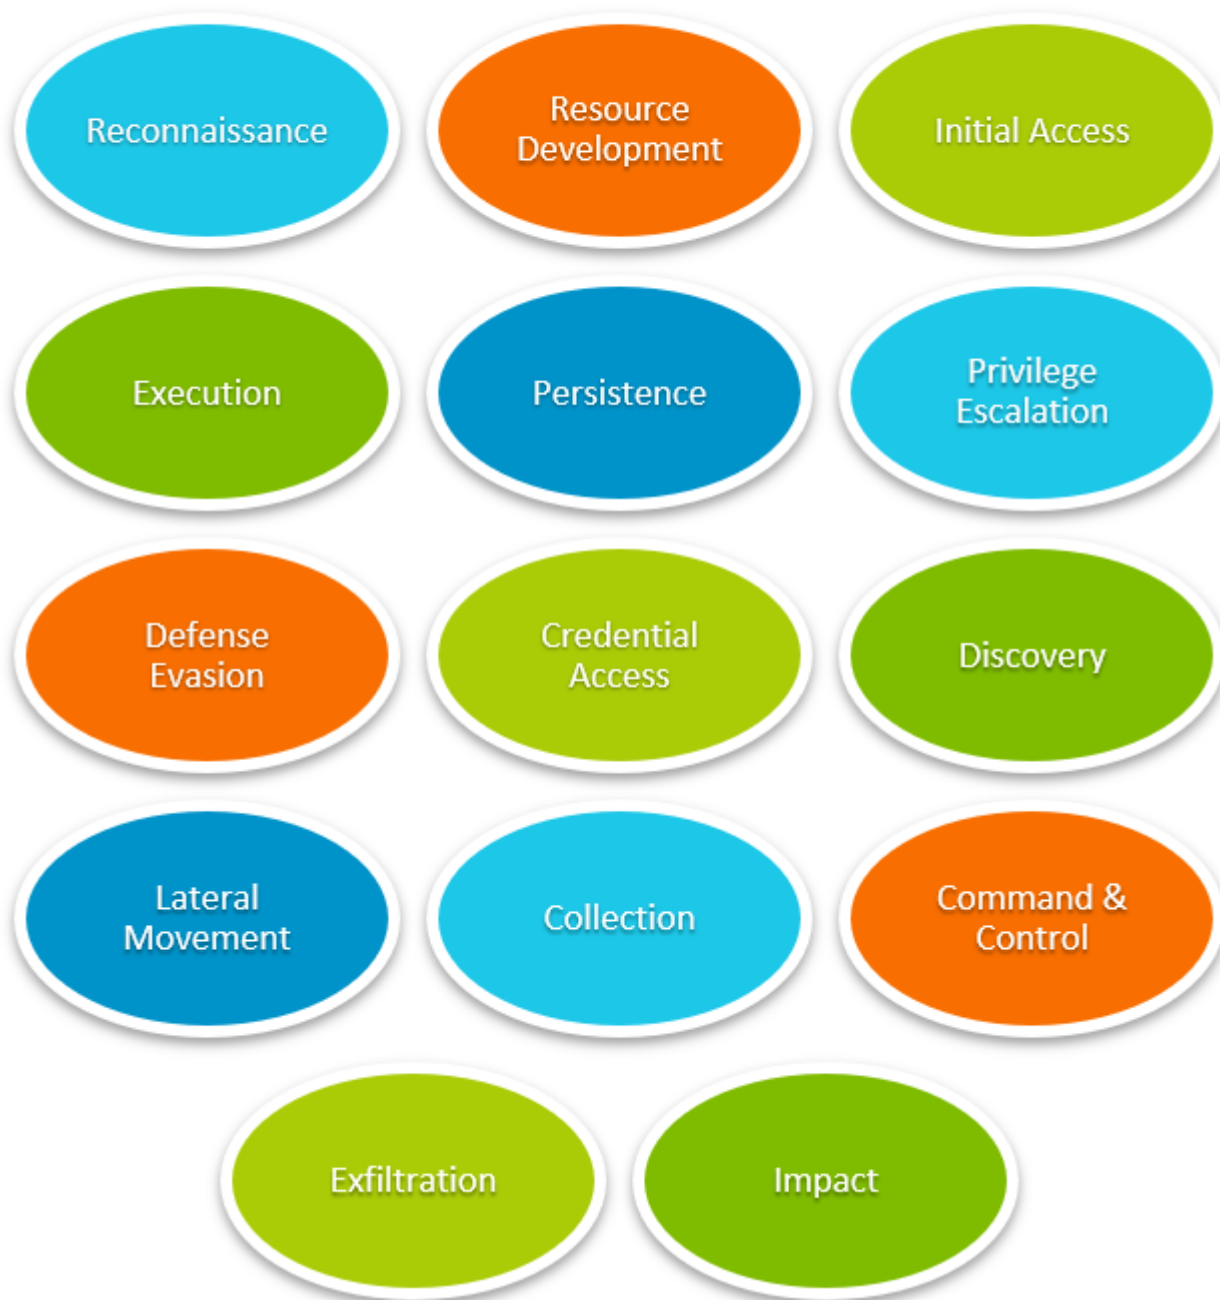 Reconnaissance
Resource
Development
Initial Access
Execution
Persistence
Privilege
Escalation
Defense
Evasion
Credential
Access
Discovery
Lateral
Movement
Collection
Command &
Control
Exfiltration
Impact